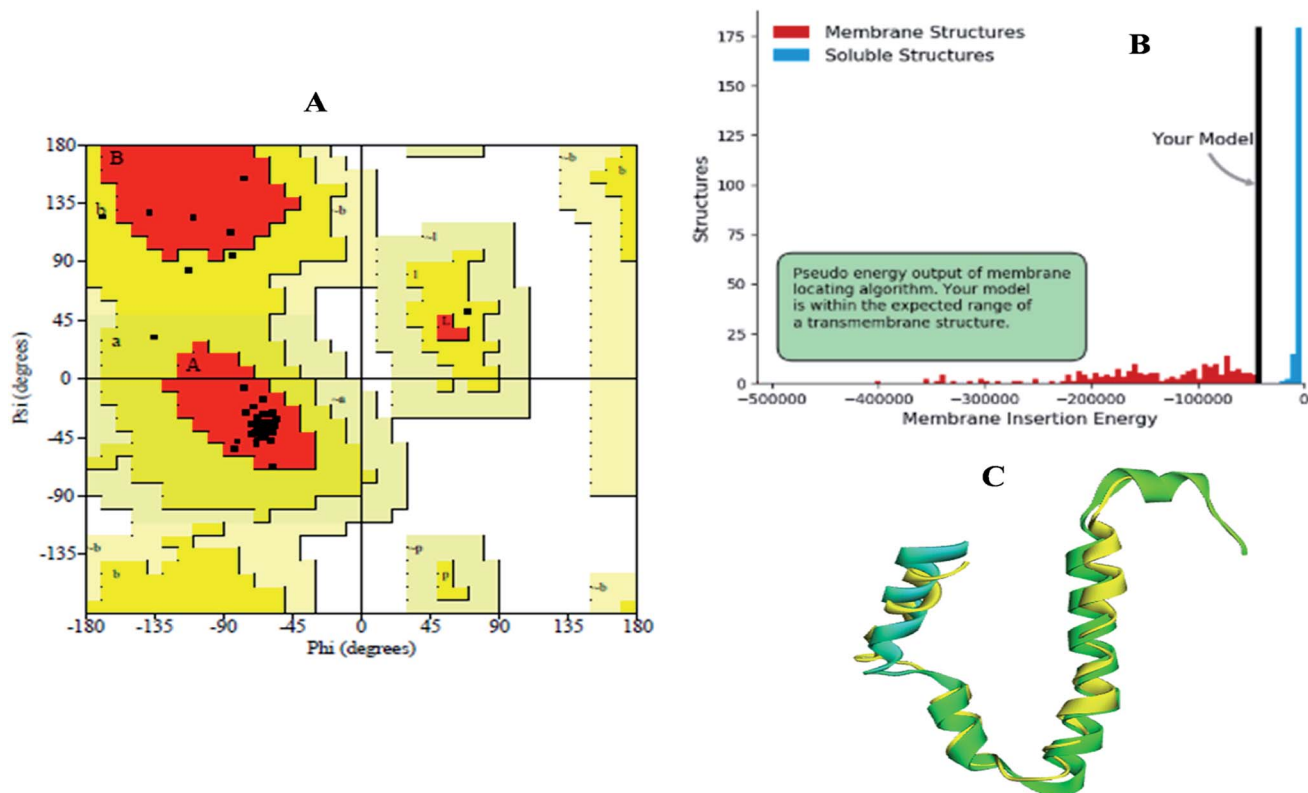 A
180
135
90
45
0
-45
-90
-135
-180
-135
-90
-45
0
45
90
135
180
Psi (degrees)
Phi (degrees)
B
b
~b
~b
b
~l
l
L
a
A
~a
~b
b
~p
p
~b
B
Membrane Structures
Soluble Structures
Your Model
Pseudo energy output of membrane
locating algorithm. Your model
is within the expected range of
a transmembrane structure.
175
150
125
100
75
50
25
0
Structures
−500000
−400000
−300000
−200000
−100000
0
Membrane Insertion Energy
C